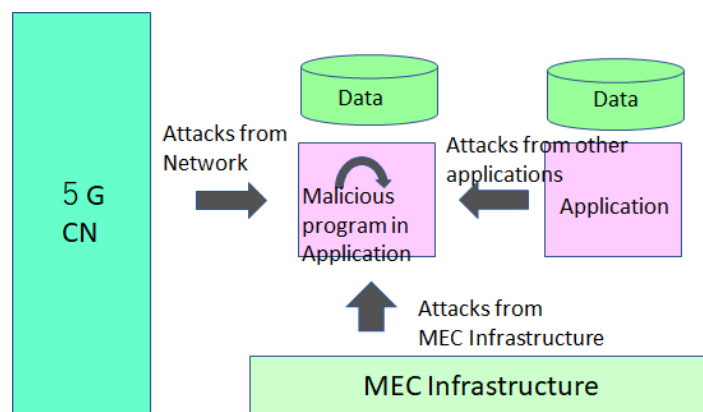 5 G
CN
Attacks from
Network
Data
Malicious
program in
Application
Attacks from other
applications
Data
Application
Attacks from
MEC Infrastructure
MEC Infrastructure